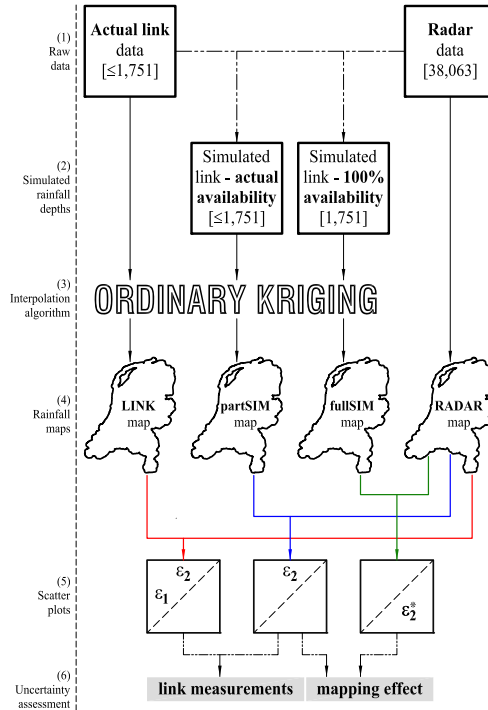 (1)
Raw
data
Actual link
data
[≤1,751]
Radar
data
[38,063]
(2)
Simulated
rainfall
depths
Simulated
link - actual
availability
[≤1,751]
Simulated
link - 100%
availability
[1,751]
(3)
Interpolation
algorithm
ORDINARY KRIGING
(4)
Rainfall
maps
LINK
map
partSIM
map
fullSIM
map
RADAR
map
(5)
Scatter
plots
ε₂
ε₁
ε₂
ε₂*
(6)
Uncertainty
assessment
link measurements
mapping effect